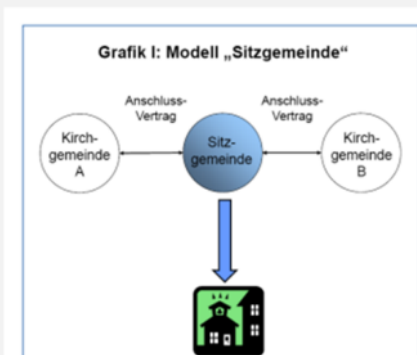 Grafik I: Modell „Sitzgemeinde“
Anschluss-
Vertrag
Anschluss-
Vertrag
Kirch-
gemeinde
A
Sitz-
gemeinde
Kirch-
gemeinde
B